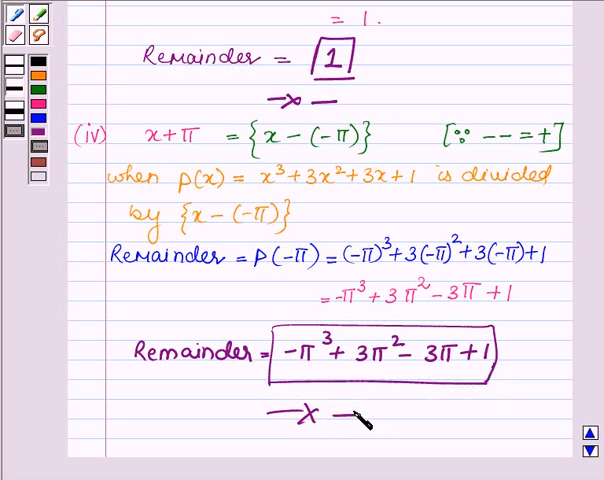 = 1.
Remainder = 1
—x—
(iv) x+π = {x-(-π)} [∵ -- = +]
when p(x) = x³+3x²+3x+1 is divided
by {x-(-π)}
Remainder = P(-π) = (-π)³+3(-π)²+3(-π)+1
= -π³+3π²-3π+1
Remainder = -π³+3π²-3π+1
—x—